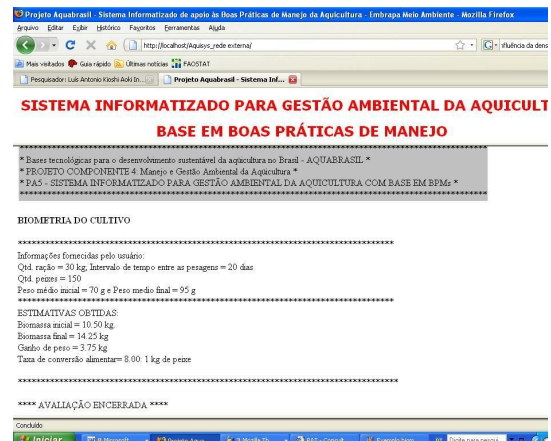 Projeto Aquabrasil - Sistema Informatizado de apoio às Boas Práticas de Manejo da Aquicultura - Embrapa Meio Ambiente - Mozilla Firefox
Arquivo Editar Exibir Histórico Favoritos Ferramentas Ajuda
http://localhost/Aquisys_rede externa/
Mais visitados Guia rápido Últimas notícias FAOSTAT
Pesquisador: Luis Antonio Kioshi Aoki In... Projeto Aquabrasil - Sistema Inf...
SISTEMA INFORMATIZADO PARA GESTÃO AMBIENTAL DA AQUICULT
BASE EM BOAS PRÁTICAS DE MANEJO
* Bases tecnológicas para o desenvolvimento sustentável da aqüicultura no Brasil - AQUABRASIL *
* PROJETO COMPONENTE 4: Manejo e Gestão Ambiental da Aquicultura *
* PA5 - SISTEMA INFORMATIZADO PARA GESTÃO AMBIENTAL DA AQUICULTURA COM BASE EM BPMs *
BIOMETRIA DO CULTIVO
Informações fornecidas pelo usuário:
Qtd. ração = 30 kg; Intervalo de tempo entre as pesagens = 20 dias
Qtd. peixes = 150
Peso médio inicial = 70 g e Peso medio final = 95 g
ESTIMATIVAS OBTIDAS:
Biomassa inicial = 10.50 kg.
Biomassa final = 14.25 kg
Ganho de peso = 3.75 kg
Taxa de conversão alimentar= 8.00: 1 kg de peixe
**** AVALIAÇÃO ENCERRADA ****
Concluído
Iniciar